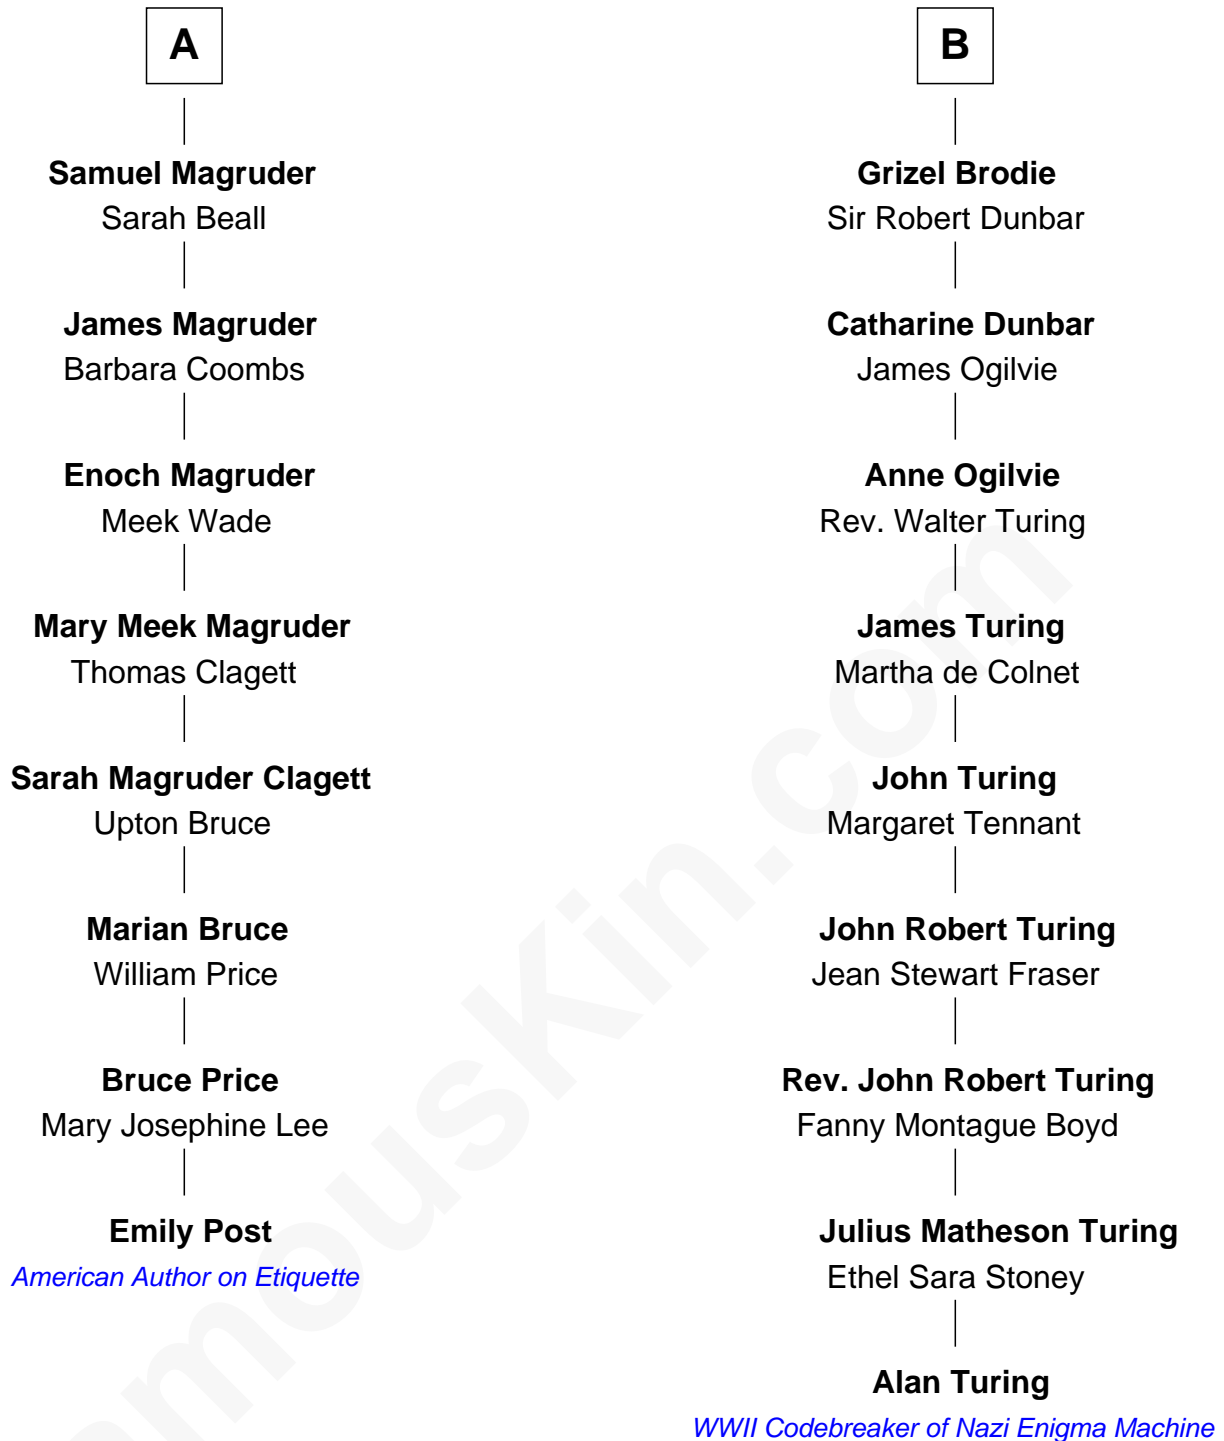 A
Samuel Magruder
Sarah Beall
James Magruder
Barbara Coombs
Enoch Magruder
Meek Wade
Mary Meek Magruder
Thomas Clagett
Sarah Magruder Clagett
Upton Bruce
Marian Bruce
William Price
Bruce Price
Mary Josephine Lee
Emily Post
American Author on Etiquette
B
Grizel Brodie
Sir Robert Dunbar
Catharine Dunbar
James Ogilvie
Anne Ogilvie
Rev. Walter Turing
James Turing
Martha de Colnet
John Turing
Margaret Tennant
John Robert Turing
Jean Stewart Fraser
Rev. John Robert Turing
Fanny Montague Boyd
Julius Matheson Turing
Ethel Sara Stoney
Alan Turing
WWII Codebreaker of Nazi Enigma Machine
amouskin.com